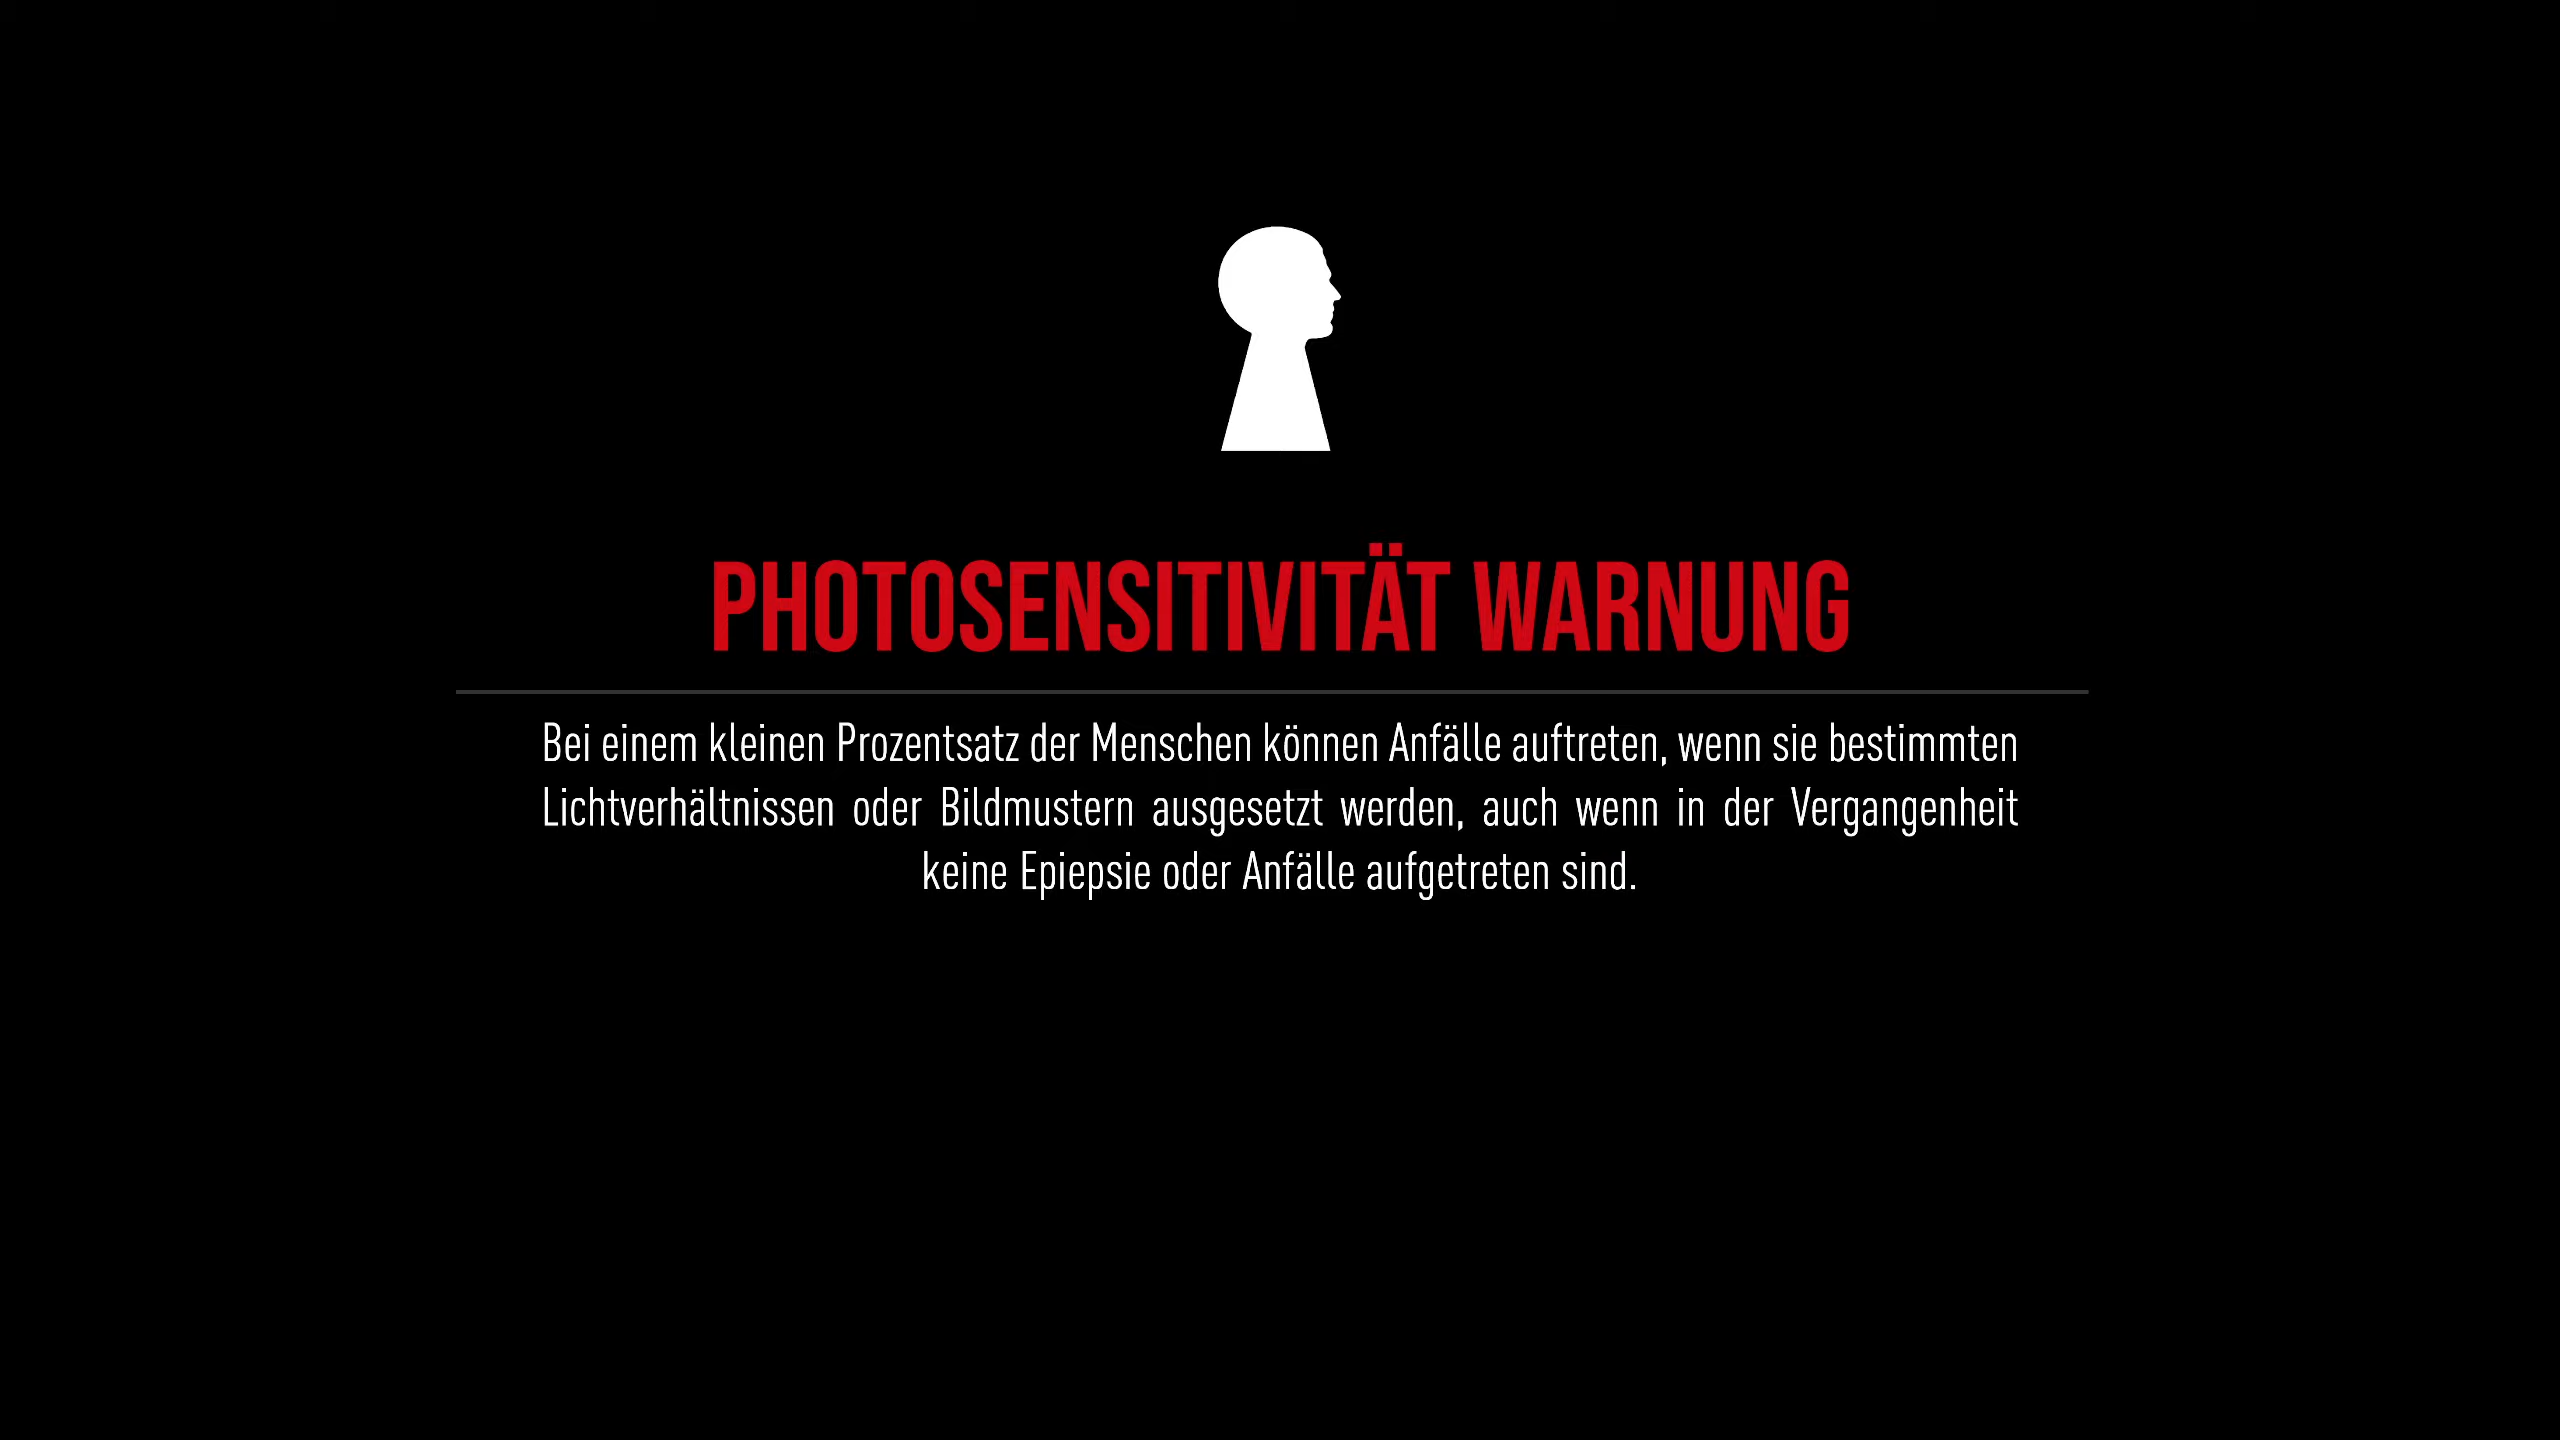 PHOTOSENSITIVITÄT WARNUNG
Bei einem kleinen Prozentsatz der Menschen können Anfälle auftreten, wenn sie bestimmten
Lichtverhältnissen oder Bildmustern ausgesetzt werden, auch wenn in der Vergangenheit
keine Epiepsie oder Anfälle aufgetreten sind.